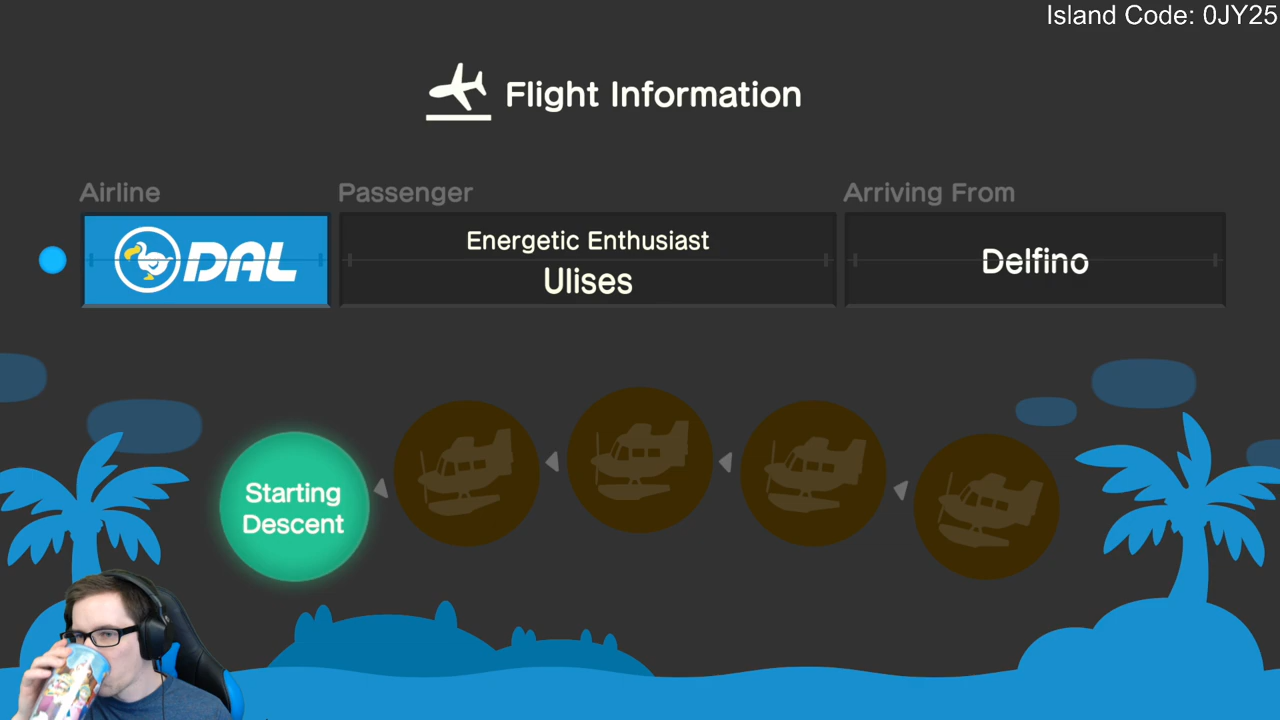 Island Code: 0JY25
Flight Information
Airline
Passenger
Arriving From
DAL
Energetic Enthusiast
Ulises
Delfino
Starting
Descent